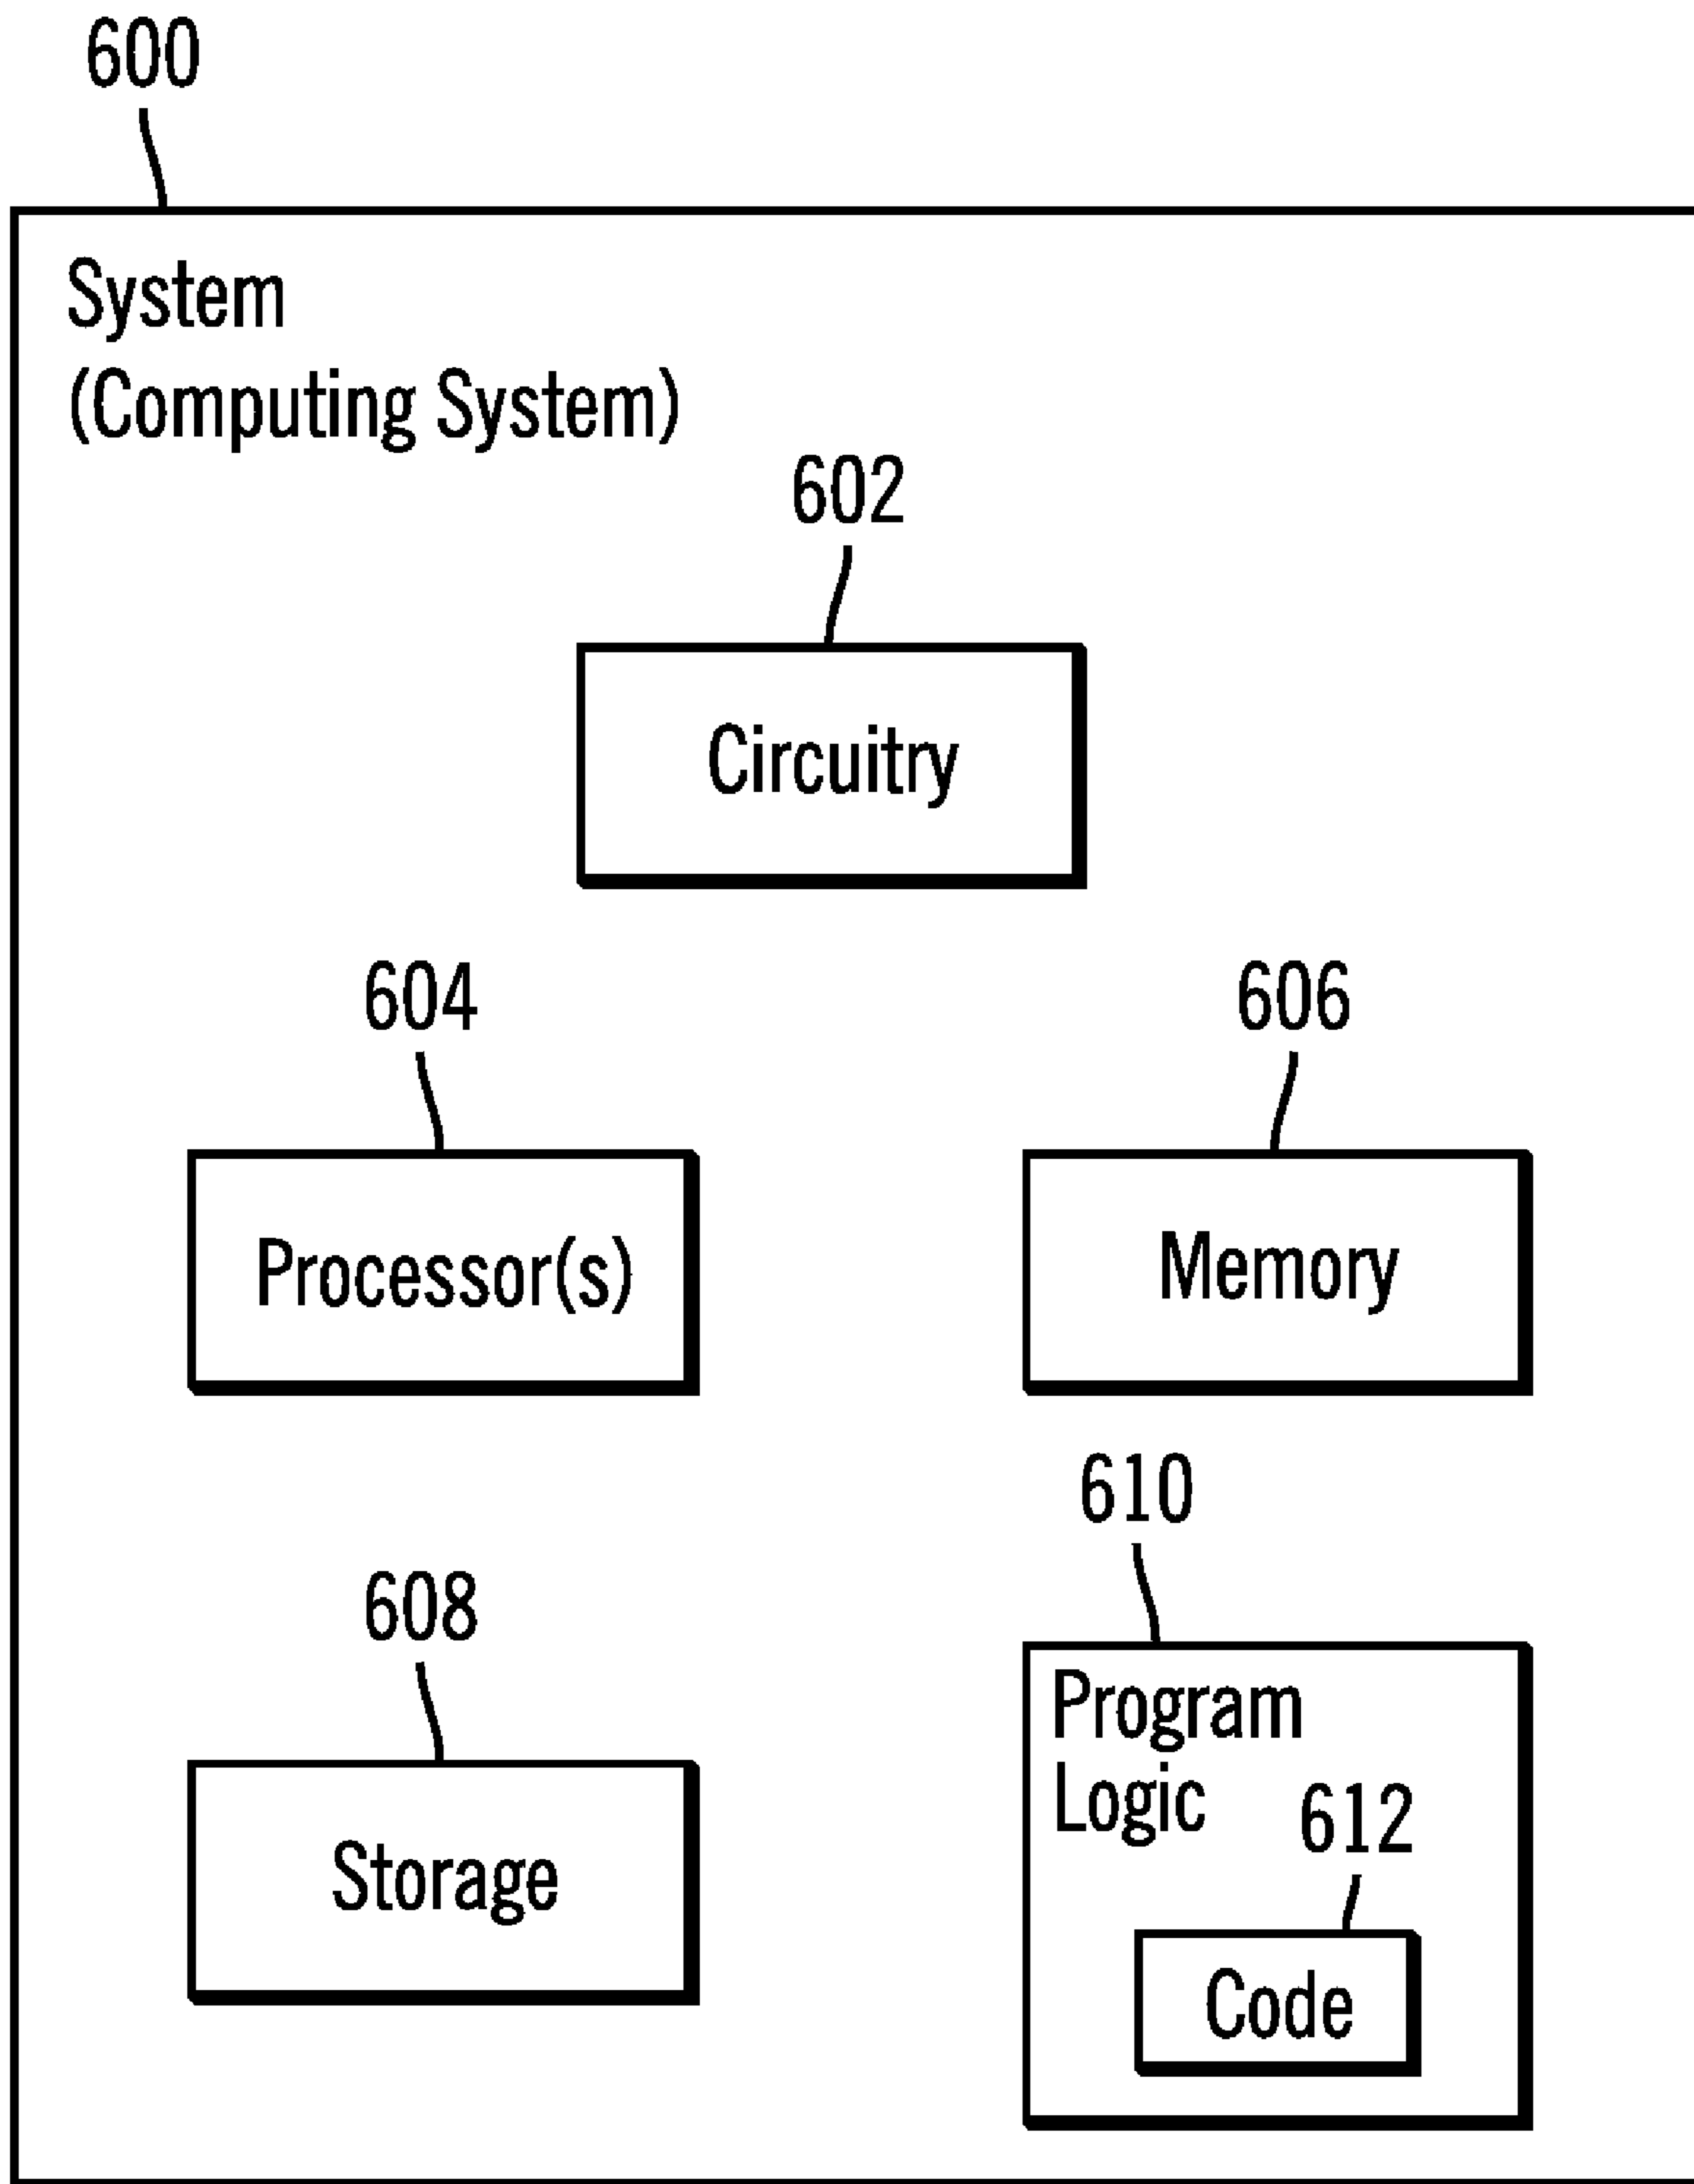 600
System
(Computing System)
602
Circuitry
604
606
Processor(s)
Memory
610
608
Program
Logic
612
Storage
Code